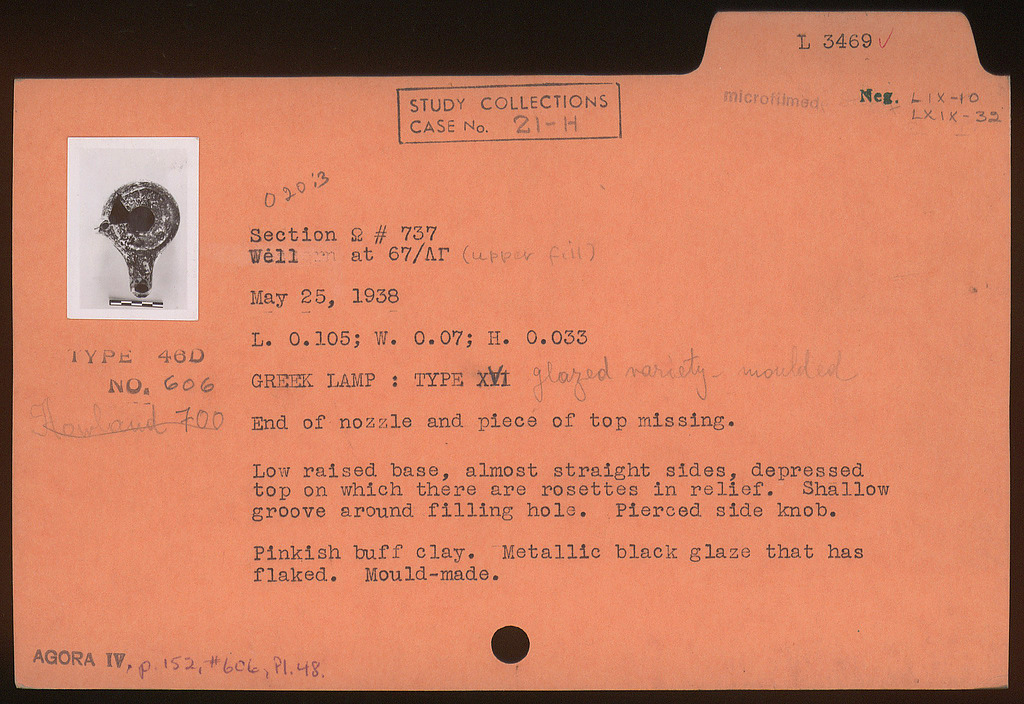 L 3469 ✓
microfilmed.
Neg. LIX-10
LXIX-32
STUDY COLLECTIONS
CASE No. 21-H
Section Ω # 737
Well at 67/ΛΓ (upper fill)
May 25, 1938
L. 0.105; W. 0.07; H. 0.033
TYPE 46D
NO. 606
Howland 700
GREEK LAMP : TYPE XVI glazed variety - moulded
End of nozzle and piece of top missing.
Low raised base, almost straight sides, depressed
top on which there are rosettes in relief. Shallow
groove around filling hole. Pierced side knob.
Pinkish buff clay. Metallic black glaze that has
flaked. Mould-made.
AGORA IV, p. 152, #606, Pl. 48.